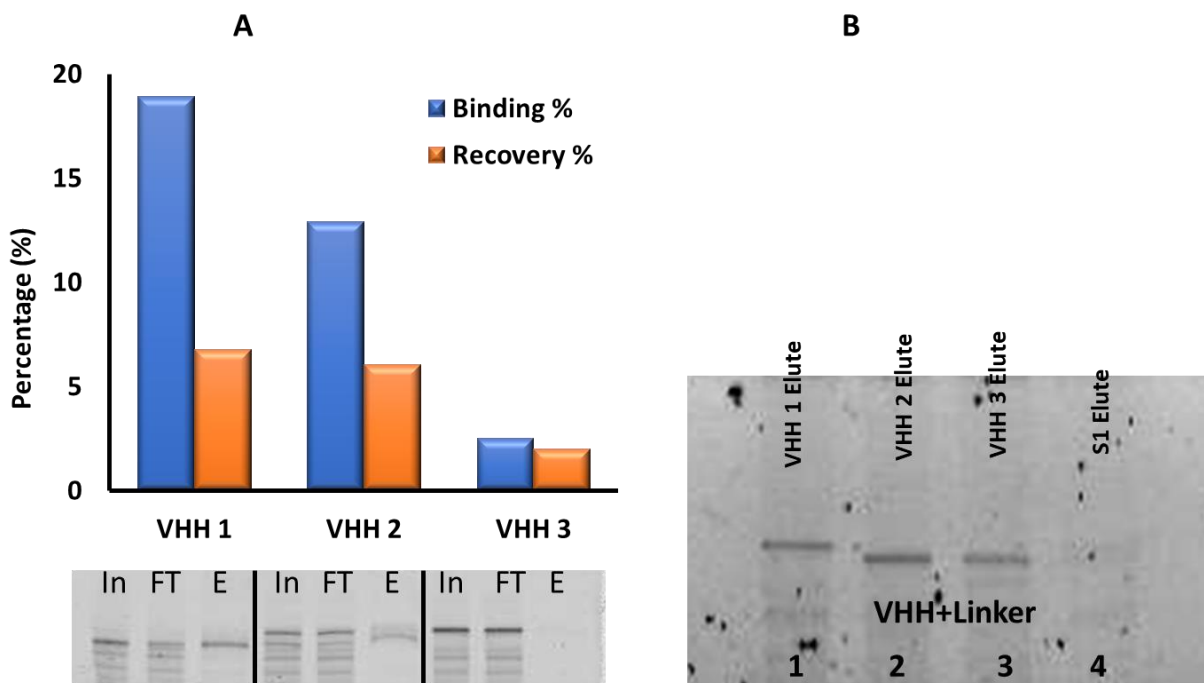 A
B
20
15
10
5
0
Percentage (%)
Binding %
Recovery %
VHH 1
VHH 2
VHH 3
In FT E In FT E In FT E
VHH 1 Elute
VHH 2 Elute
VHH 3 Elute
S1 Elute
VHH+Linker
1 2 3 4